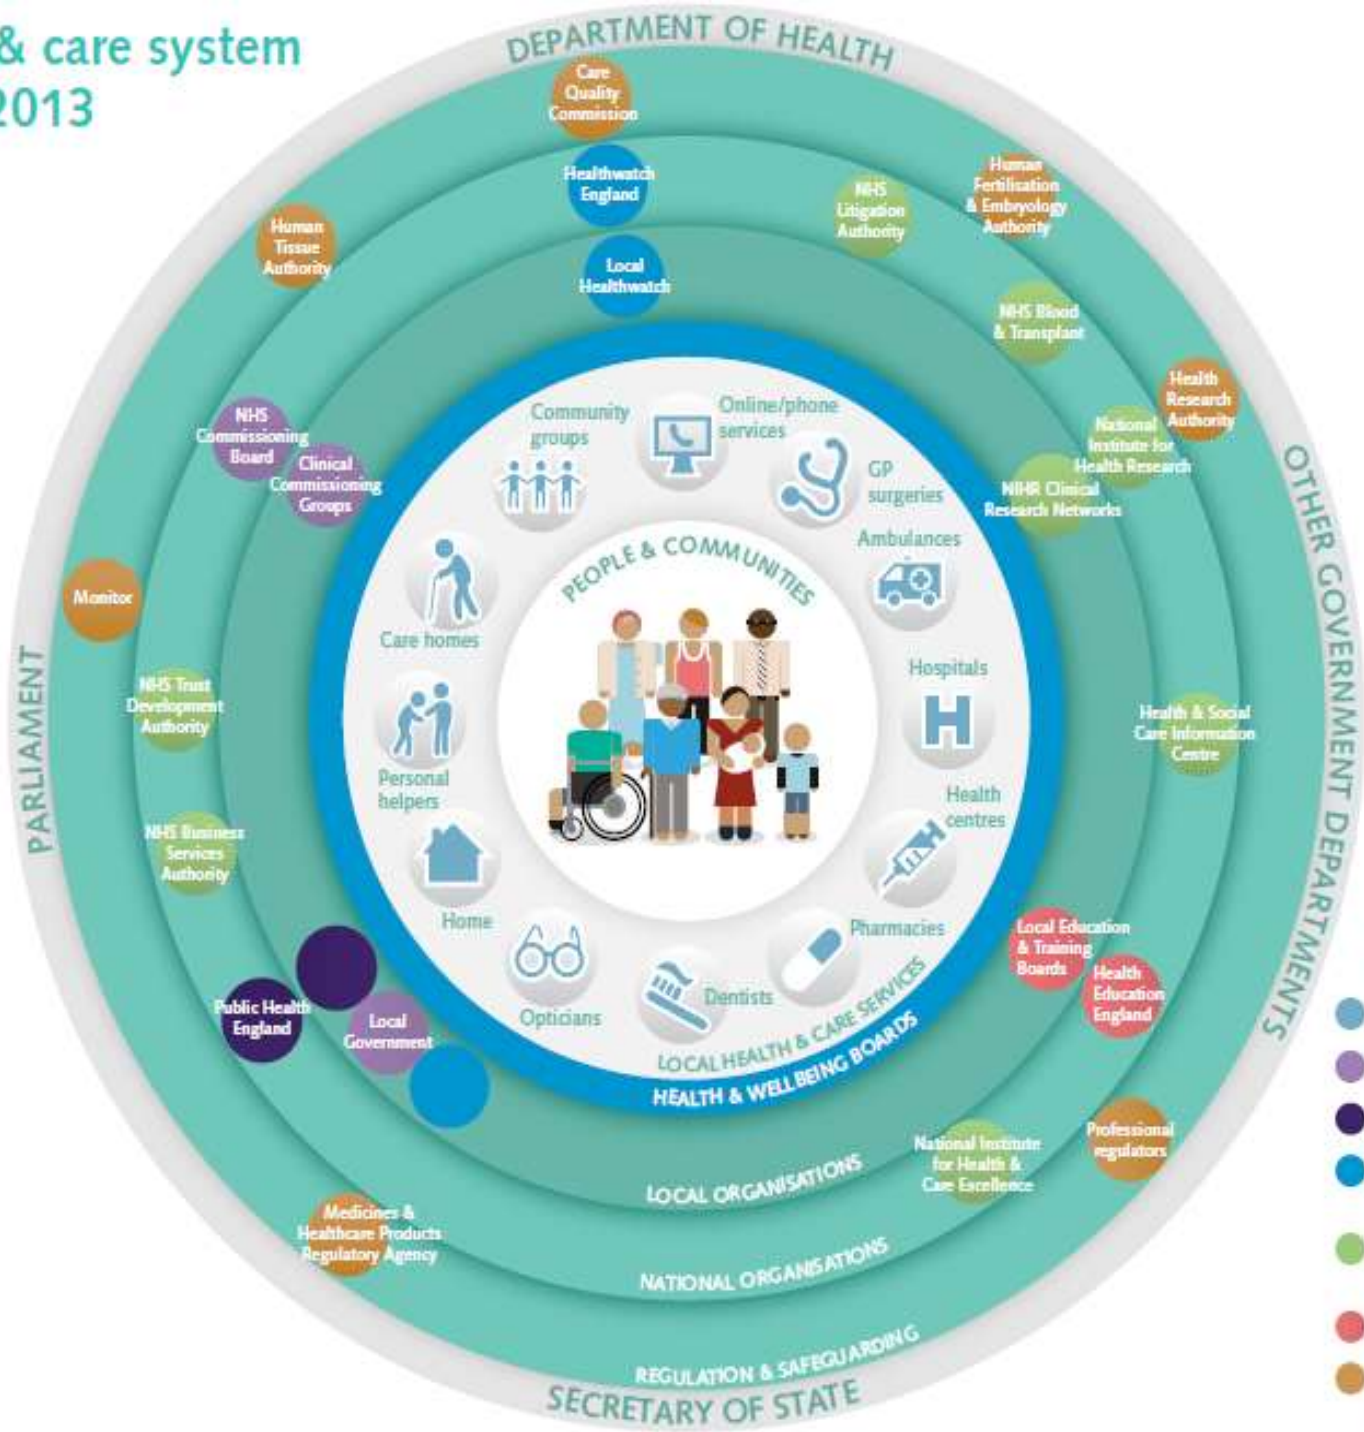 & care system
2013
DEPARTMENT OF HEALTH
Care
Quality
Commission
Healthwatch
England
Local
Healthwatch
Human
Tissue
Authority
NHS
Litigation
Authority
Human
Fertilisation
& Embryology
Authority
NHS Blood
& Transplant
Health
Research
Authority
National
Institute for
Health Research
NIHR Clinical
Research Networks
NHS
Commissioning
Board
Clinical
Commissioning
Groups
Community
groups
Online/phone
services
GP
surgeries
Ambulances
Hospitals
Health
centres
Pharmacies
Dentists
Opticians
Home
Personal
helpers
Care homes
PEOPLE & COMMUNITIES
Monitor
PARLIAMENT
OTHER GOVERNMENT DEPARTMENTS
NHS Trust
Development
Authority
NHS Business
Services
Authority
Health & Social
Care Information
Centre
Public Health
England
Local
Government
Local Education
& Training
Boards
Health
Education
England
Professional
regulators
National Institute
for Health &
Care Excellence
Medicines &
Healthcare Products
Regulatory Agency
LOCAL HEALTH & CARE SERVICES
HEALTH & WELLBEING BOARDS
LOCAL ORGANISATIONS
NATIONAL ORGANISATIONS
REGULATION & SAFEGUARDING
SECRETARY OF STATE